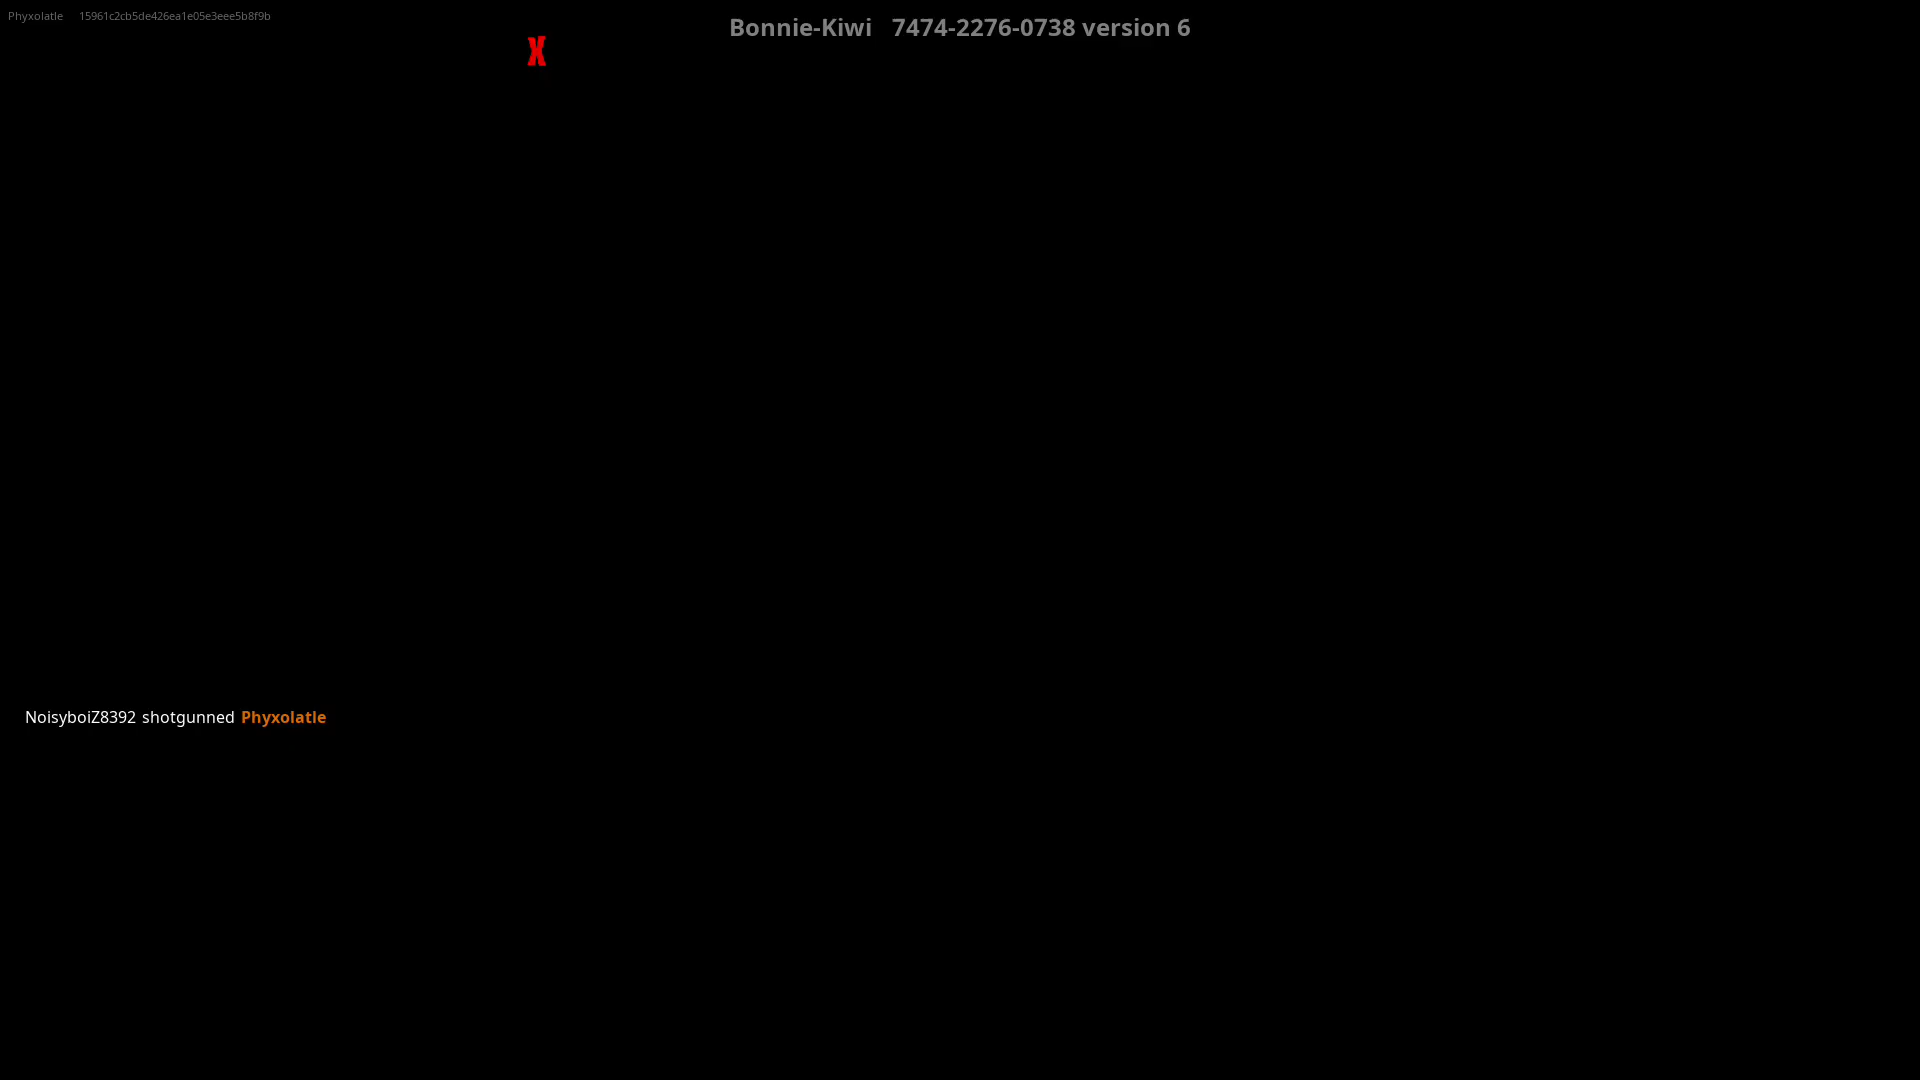 Phyxolatle 15961c2cb5de426ea1e05e3eee5b8f9b
Bonnie-Kiwi 7474-2276-0738 version 6
X
NoisyboiZ8392 shotgunned Phyxolatle